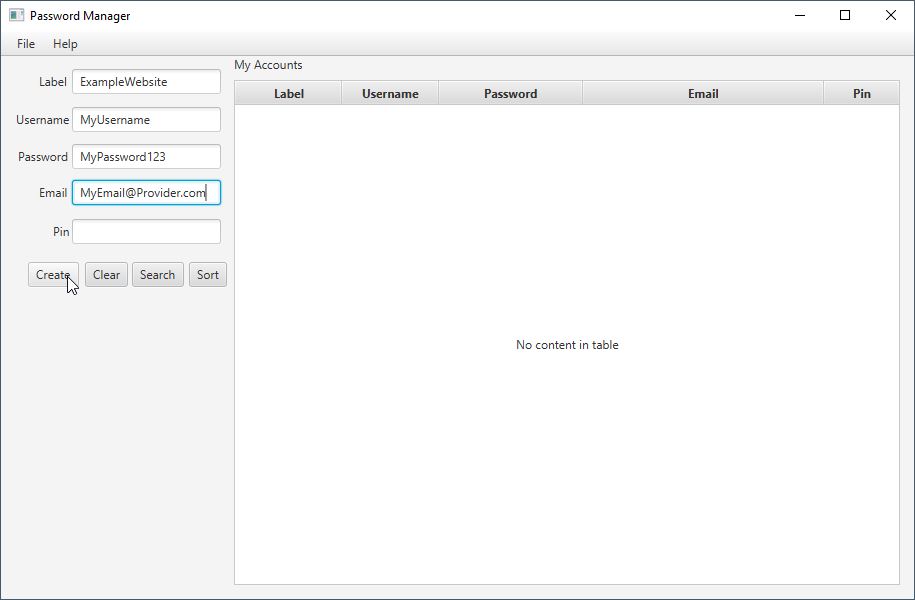 Password Manager
File Help
Label ExampleWebsite
Username MyUsername
Password MyPassword123
Email MyEmail@Provider.com
Pin
Create Clear Search Sort
My Accounts
Label Username Password Email Pin
No content in table